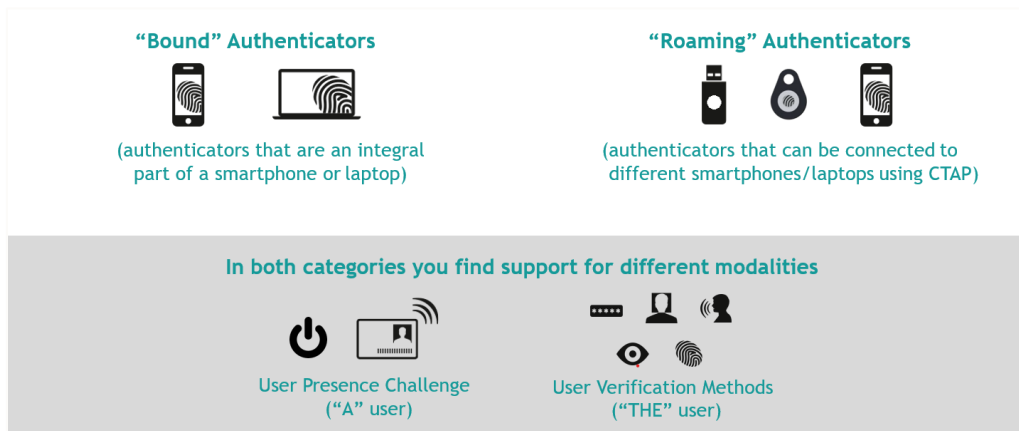 “Bound” Authenticators
“Roaming” Authenticators
(authenticators that are an integral
part of a smartphone or laptop)
(authenticators that can be connected to
different smartphones/laptops using CTAP)
In both categories you find support for different modalities
User Presence Challenge
(“A” user)
User Verification Methods
(“THE” user)